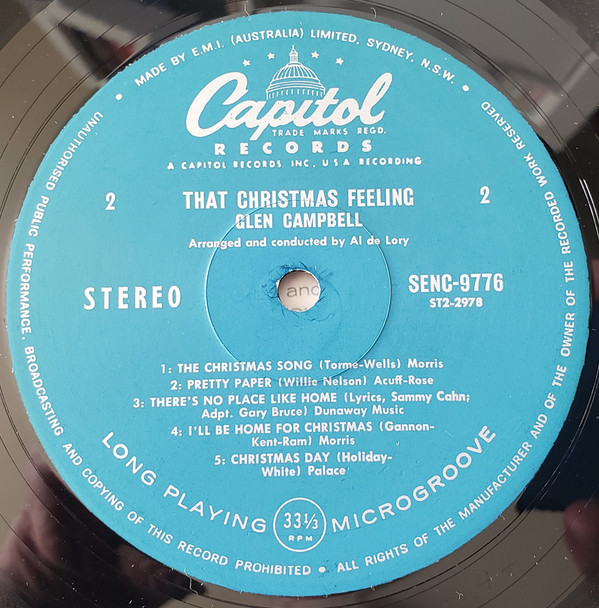 MADE BY E.M.I. (AUSTRALIA) LIMITED. SYDNEY, N.S.W.
Capitol
TRADE MARKS REGD.
RECORDS
A CAPITOL RECORDS, INC., U S A RECORDING
2
THAT CHRISTMAS FEELING
2
GLEN CAMPBELL
Arranged and conducted by Al de Lory
STEREO
and
SENC-9776
ST2-2978
1: THE CHRISTMAS SONG (Torme-Wells) Morris
2: PRETTY PAPER (Willie Nelson) Acuff-Rose
3: THERE'S NO PLACE LIKE HOME (Lyrics, Sammy Cahn;
Adpt. Gary Bruce) Dunaway Music
4: I'LL BE HOME FOR CHRISTMAS (Gannon-
Kent-Ram) Morris
5: CHRISTMAS DAY (Holiday-
White) Palace
LONG PLAYING 33 1/3 RPM MICROGROOVE
UNAUTHORISED PUBLIC PERFORMANCE, BROADCASTING AND COPYING OF THIS RECORD PROHIBITED • ALL RIGHTS OF THE MANUFACTURER AND OF THE OWNER OF THE RECORDED WORK RESERVED